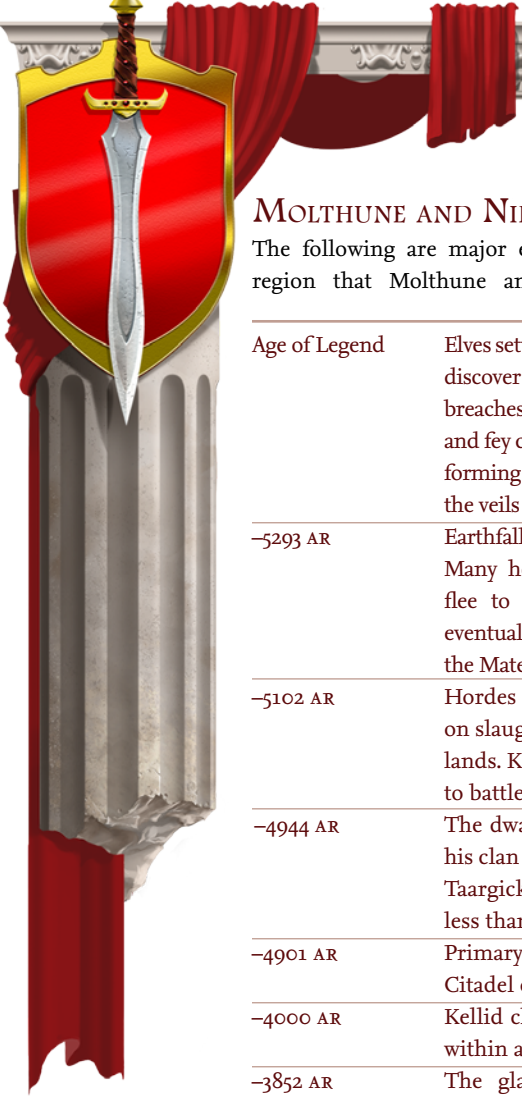 Molthune and Ni
The following are major e
region that Molthune an
Age of Legend Elves set
discover
breaches
and fey c
forming
the veils
–5293 AR Earthfall
Many h
flee to
eventual
the Mate
–5102 AR Hordes
on slaug
lands. K
to battle
–4944 AR The dwa
his clan
Taargick
less than
–4901 AR Primary
Citadel
–4000 AR Kellid cl
within a
–3852 AR The gla